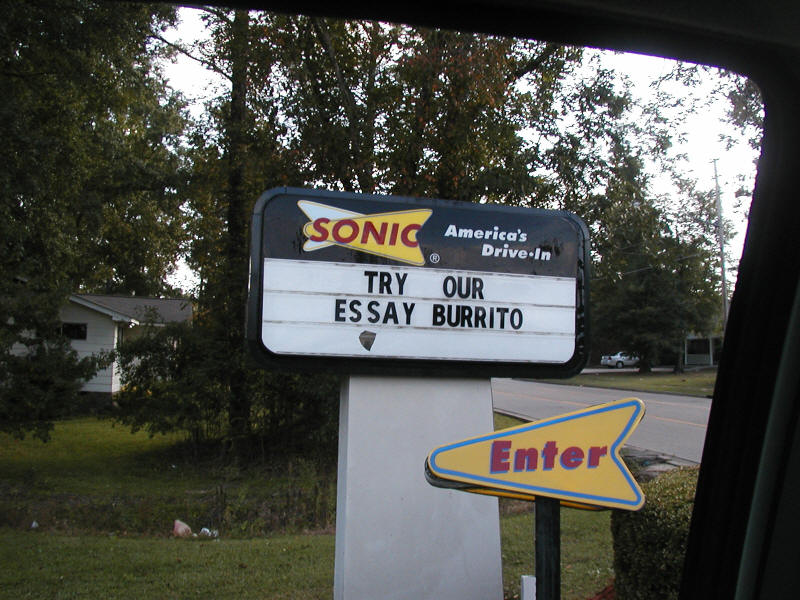 SONIC
®
America's
Drive-In
TRY OUR
ESSAY BURRITO
Enter